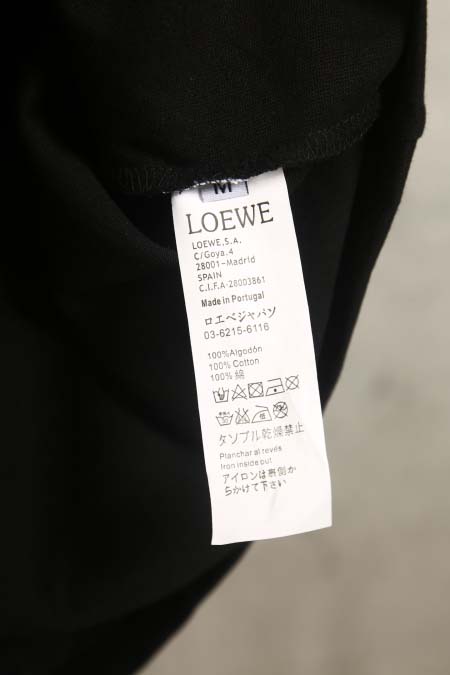 M
LOEWE
LOEWE,S.A.
C/Goya.4
28001-Madrid
SPAIN
C.I.F.A-28003861
Made in Portugal
ロエベジャパソ
03-6215-6116
100%Algodón
100% Cotton
100% 綿
タソブル乾燥禁止
Planchar al revés
Iron inside out
アイロンは裏側か
らかけて下さい